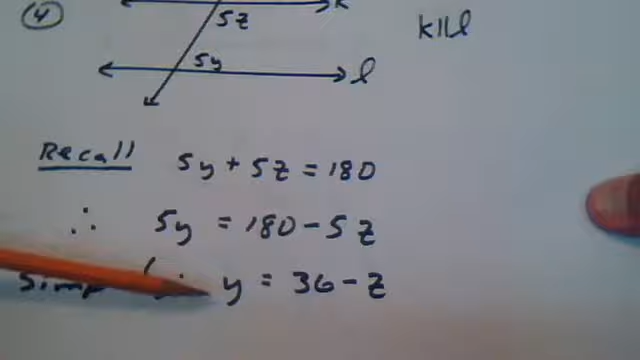 4 k
5z k||l
5y l
Recall 5y + 5z = 180
∴ 5y = 180 - 5z
y = 36 - z